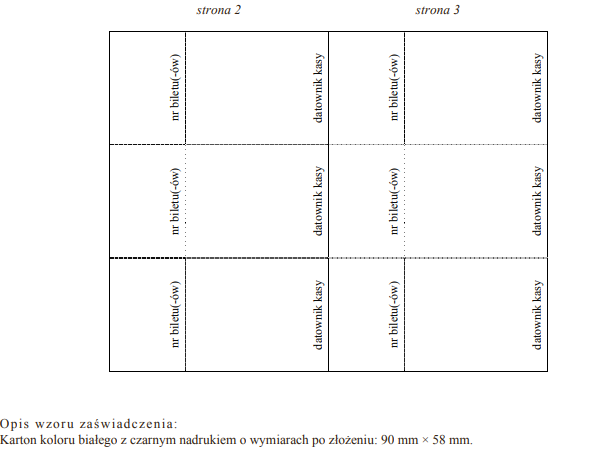 strona 2 strona 3
nr biletu(-ów) datownik kasy nr biletu(-ów) datownik kasy
nr biletu(-ów) datownik kasy nr biletu(-ów) datownik kasy
nr biletu(-ów) datownik kasy nr biletu(-ów) datownik kasy
Opis wzoru zaświadczenia:
Karton koloru białego z czarnym nadrukiem o wymiarach po złożeniu: 90 mm × 58 mm.